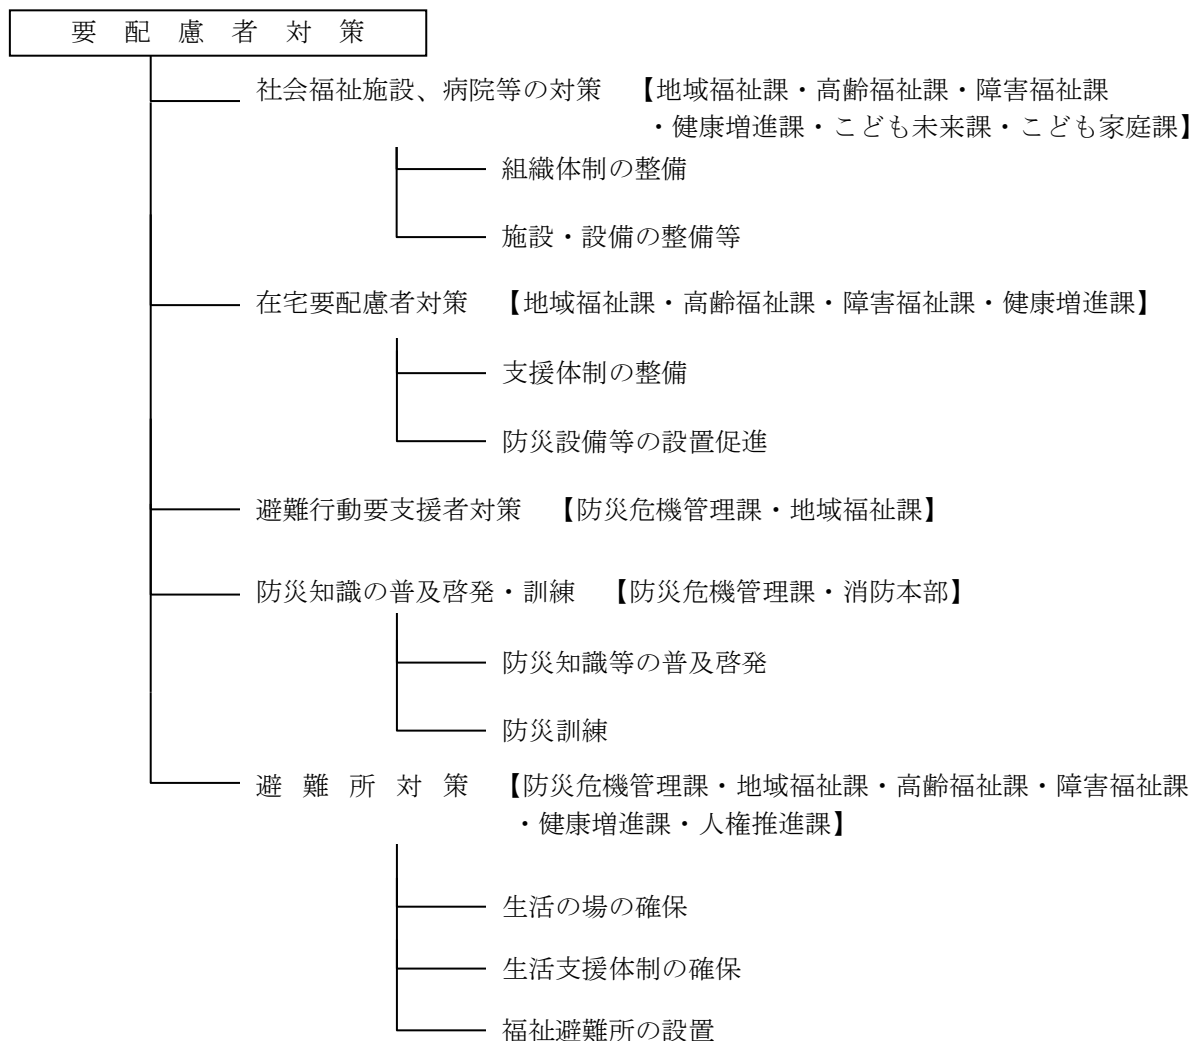 要配慮者対策
社会福祉施設、病院等の対策　【地域福祉課・高齢福祉課・障害福祉課
・健康増進課・こども未来課・こども家庭課】
組織体制の整備
施設・設備の整備等
在宅要配慮者対策　【地域福祉課・高齢福祉課・障害福祉課・健康増進課】
支援体制の整備
防災設備等の設置促進
避難行動要支援者対策　【防災危機管理課・地域福祉課】
防災知識の普及啓発・訓練　【防災危機管理課・消防本部】
防災知識等の普及啓発
防災訓練
避難所対策　【防災危機管理課・地域福祉課・高齢福祉課・障害福祉課
・健康増進課・人権推進課】
生活の場の確保
生活支援体制の確保
福祉避難所の設置